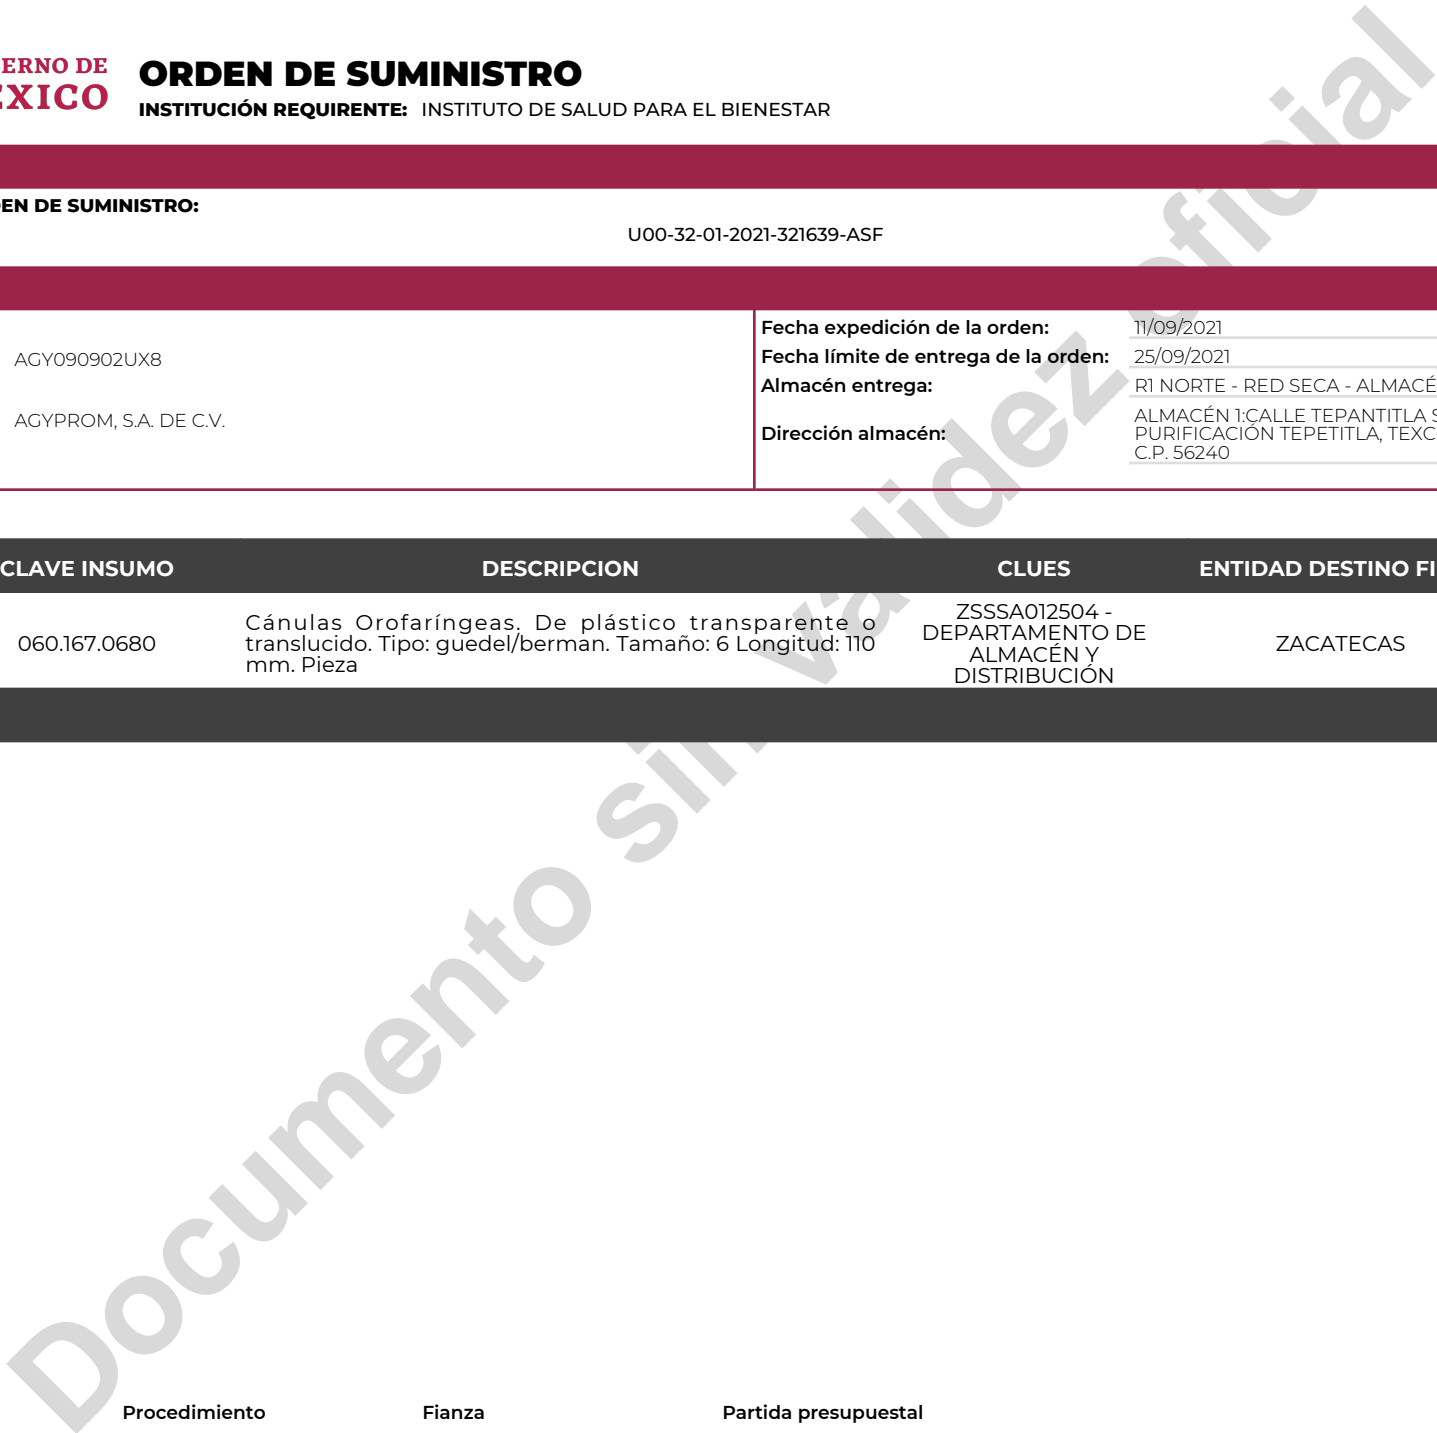 ERNO DE
ORDEN DE SUMINISTRO
INSTITUCIÓN REQUIRENTE: INSTITUTO DE SALUD PARA EL BIENESTAR
EN DE SUMINISTRO:
U00-32-01-2021-321639-ASF
AGY090902UX8
AGYPROM, S.A. DE C.V.
Fecha expedición de la orden: 11/09/2021
Fecha límite de entrega de la orden: 25/09/2021
Almacén entrega: R1 NORTE - RED SECA - ALMACÉ
Dirección almacén:
ALMACÉN 1:CALLE TEPANTITLA S
PURIFICACIÓN TEPETITLA, TEXC
C.P. 56240
CLAVE INSUMO DESCRIPCION CLUES ENTIDAD DESTINO FI
060.167.0680
Cánulas Orofaríngeas. De plástico transparente o
translucido. Tipo: guedel/berman. Tamaño: 6 Longitud: 110
mm. Pieza
ZSSSA012504 -
DEPARTAMENTO DE
ALMACÉN Y
DISTRIBUCIÓN
ZACATECAS
Procedimiento Fianza Partida presupuestal
Documento sin validez oficial